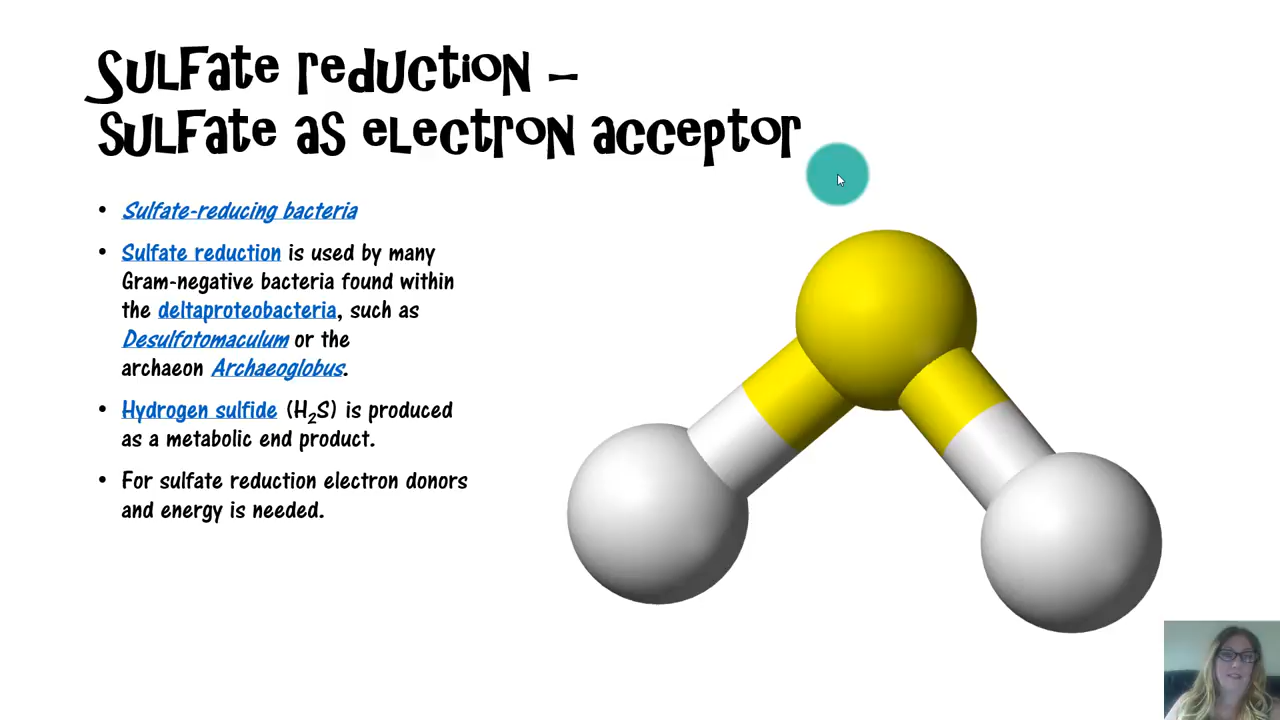 Sulfate reduction –
Sulfate as electron acceptor
• Sulfate-reducing bacteria
• Sulfate reduction is used by many
Gram-negative bacteria found within
the deltaproteobacteria, such as
Desulfotomaculum or the
archaeon Archaeoglobus.
• Hydrogen sulfide (H₂S) is produced
as a metabolic end product.
• For sulfate reduction electron donors
and energy is needed.